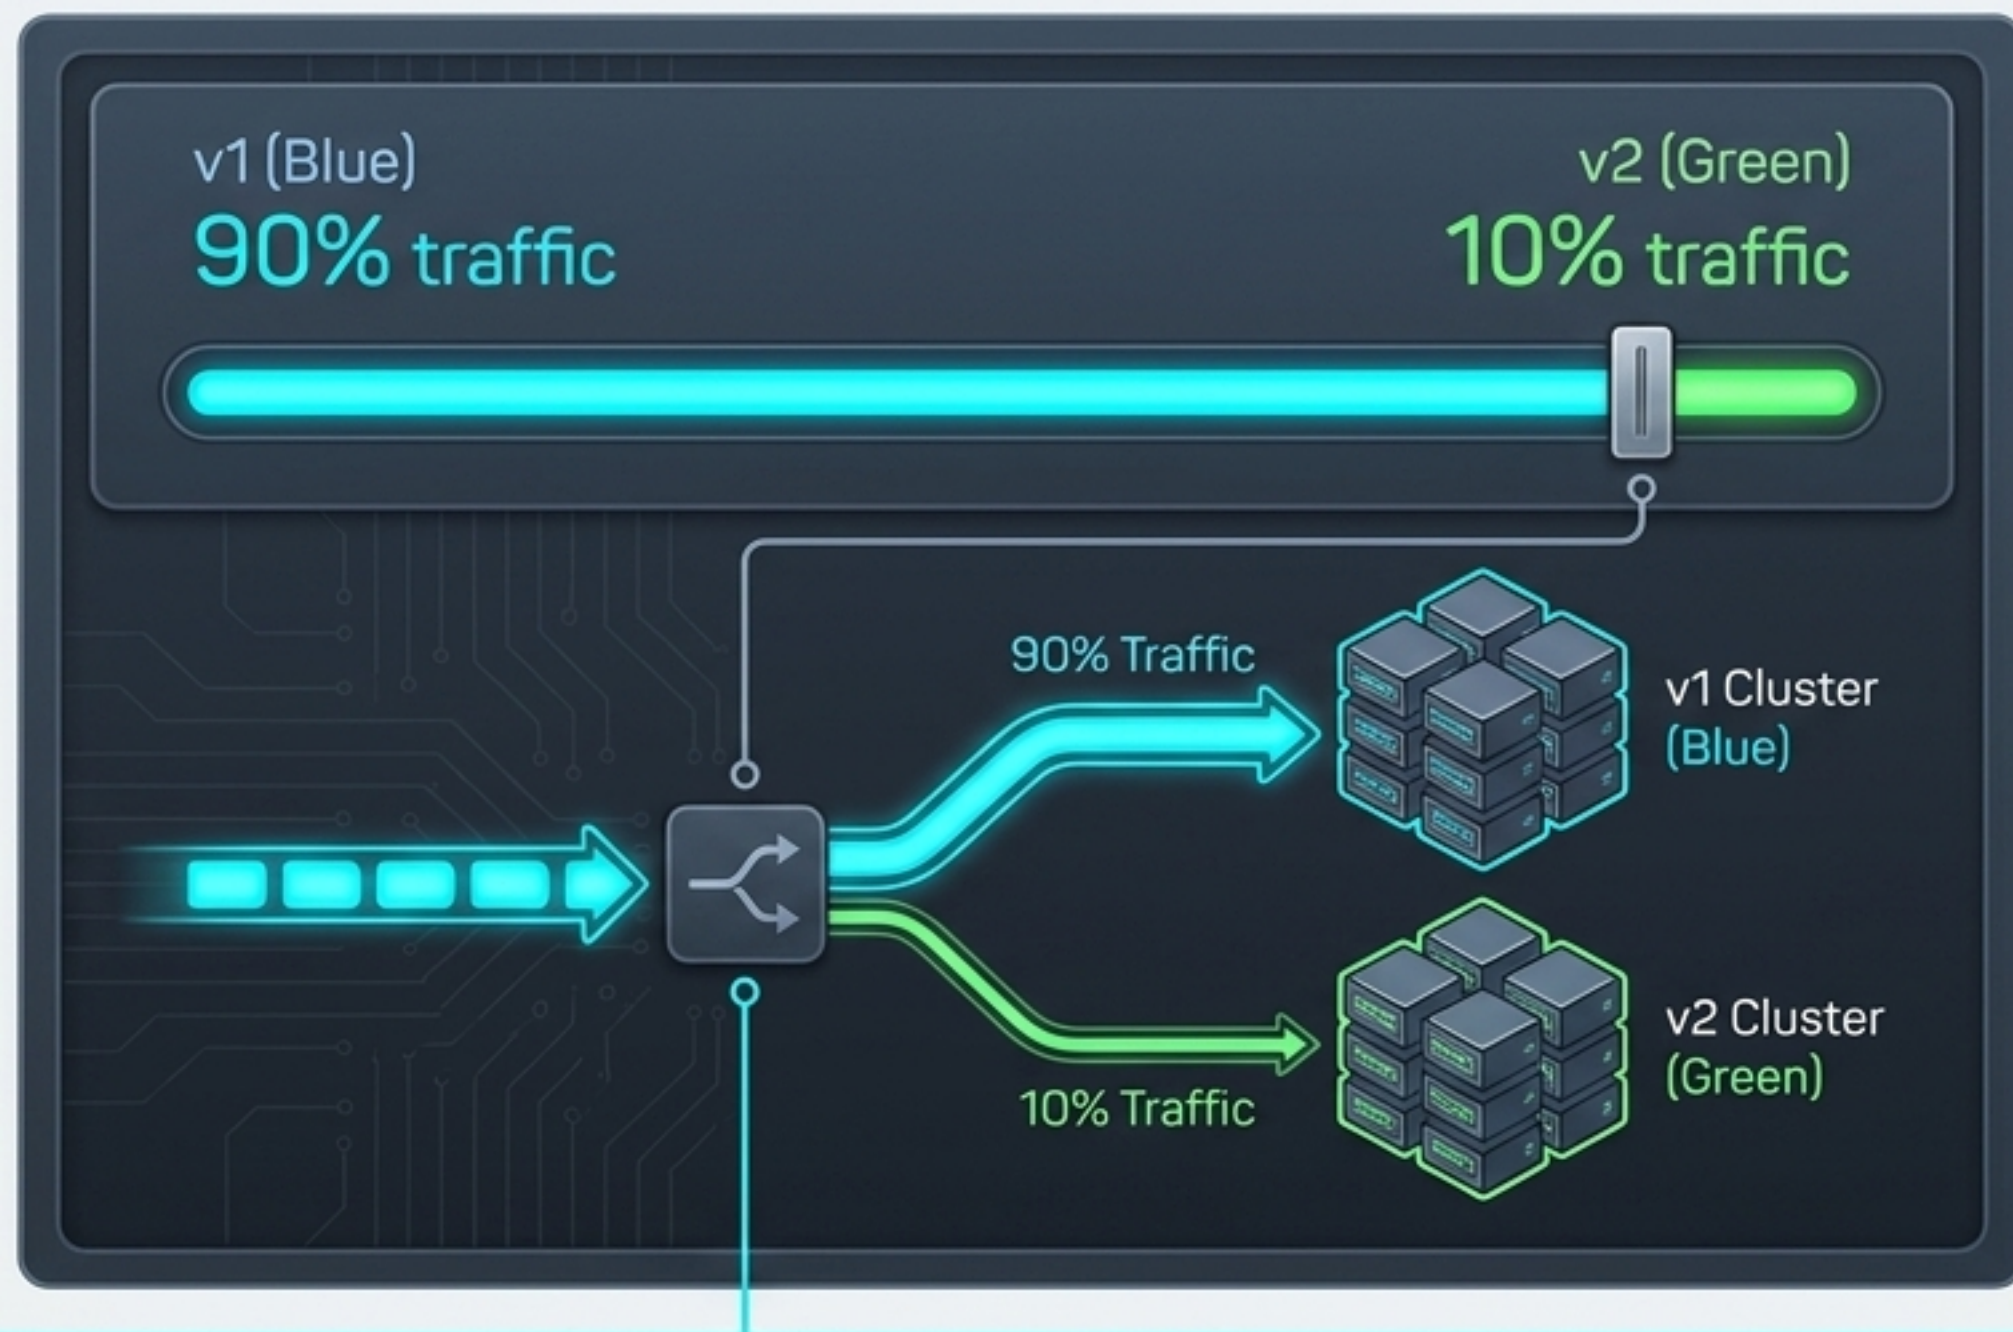 v1 (Blue)
90% traffic
v2 (Green)
10% traffic
90% Traffic
v1 Cluster
(Blue)
v2 Cluster
(Green)
10% Traffic